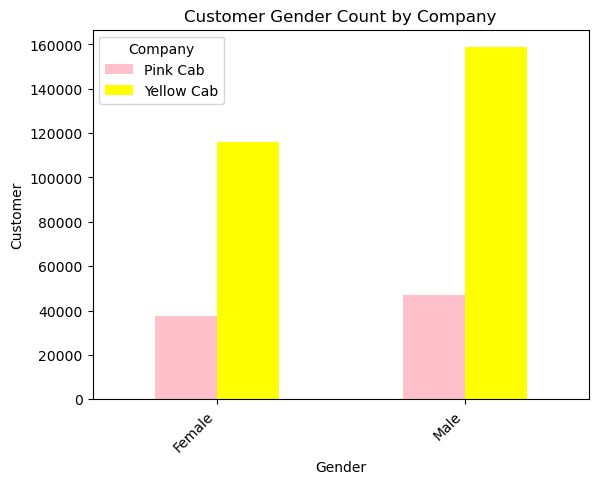 Customer Gender Count by Company
Company
Pink Cab
Yellow Cab
Customer
160000
140000
120000
100000
80000
60000
40000
20000
0
Female
Male
Gender